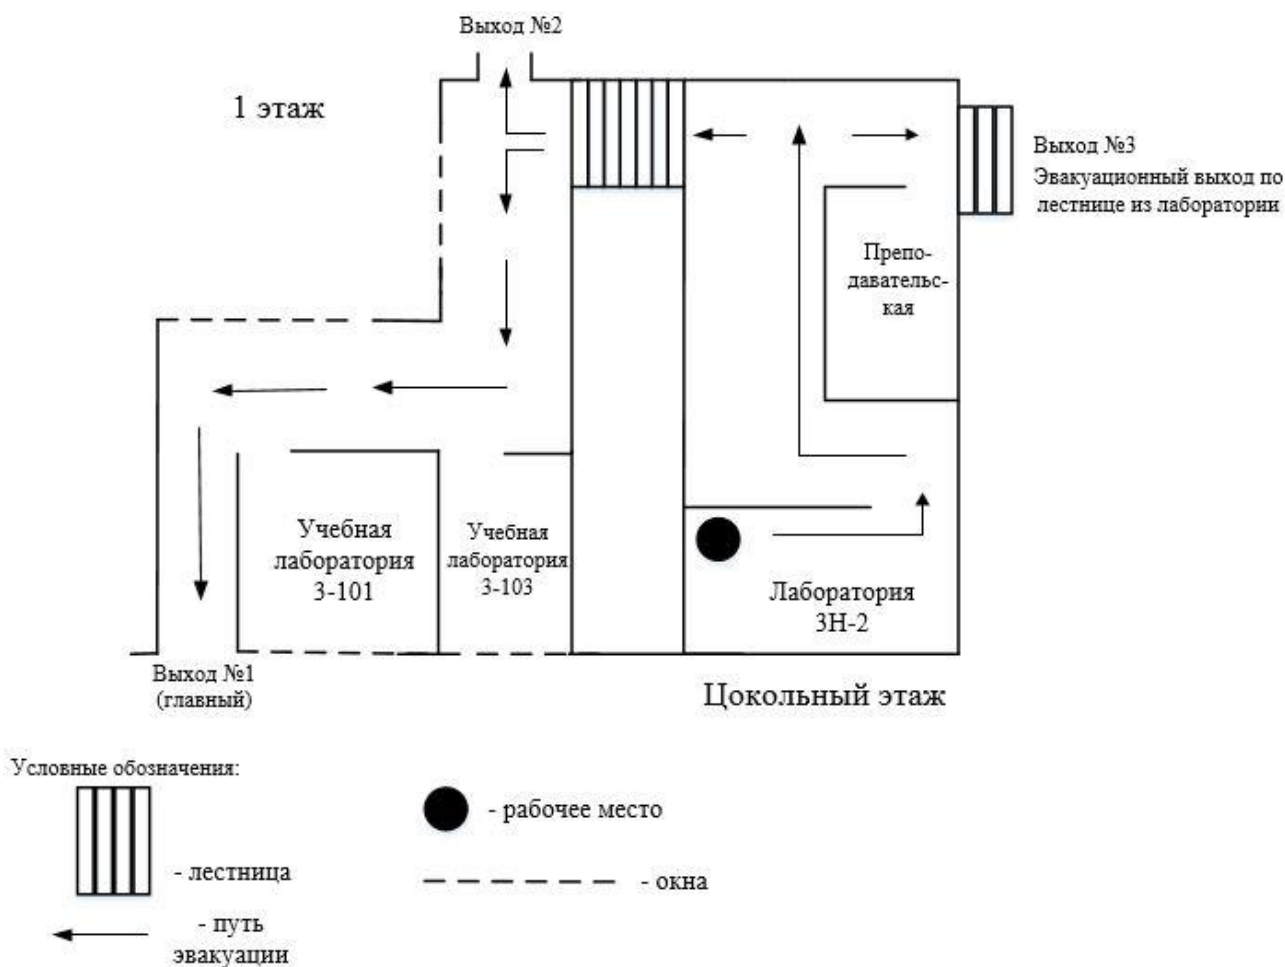 Выход №2
1 этаж
Выход №3
Эвакуационный выход по
лестнице из лаборатории
Препо-
давательс-
кая
Учебная
лаборатория
3-101
Учебная
лаборатория
3-103
Лаборатория
3Н-2
Выход №1
(главный)
Цокольный этаж
Условные обозначения:
- лестница
- путь
эвакуации
- рабочее место
- окна